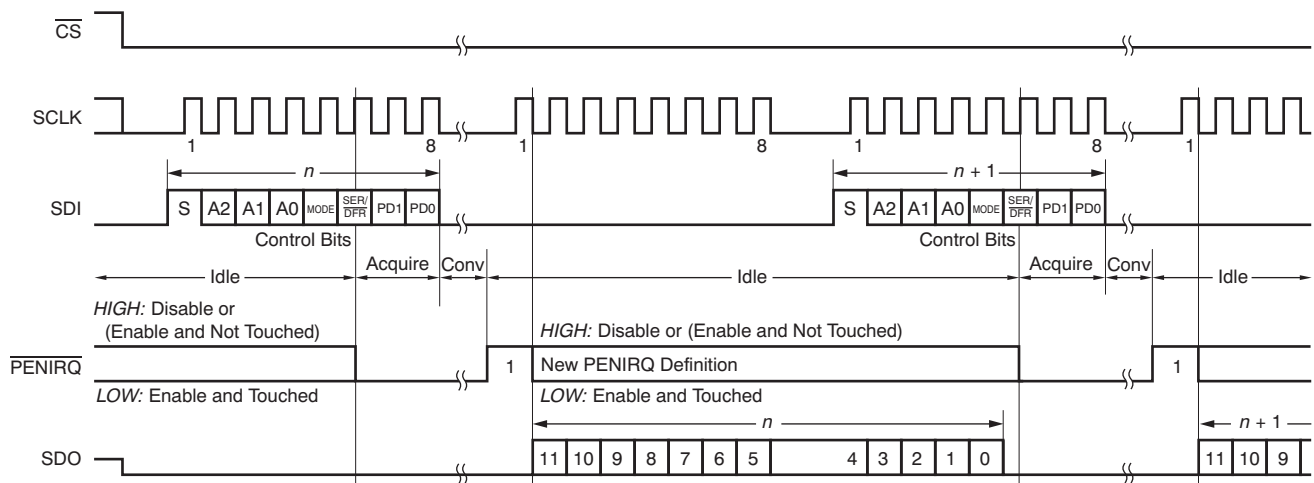 CS
SCLK
1 8 1 8 1 8 1
n n + 1
SDI S A2 A1 A0 MODE SER/DFR PD1 PD0 S A2 A1 A0 MODE SER/DFR PD1 PD0
Control Bits Control Bits
Idle Acquire Conv Idle Acquire Conv Idle
HIGH: Disable or
(Enable and Not Touched) HIGH: Disable or (Enable and Not Touched)
PENIRQ 1 New PENIRQ Definition 1
LOW: Enable and Touched LOW: Enable and Touched
n n + 1
SDO 11 10 9 8 7 6 5 4 3 2 1 0 11 10 9